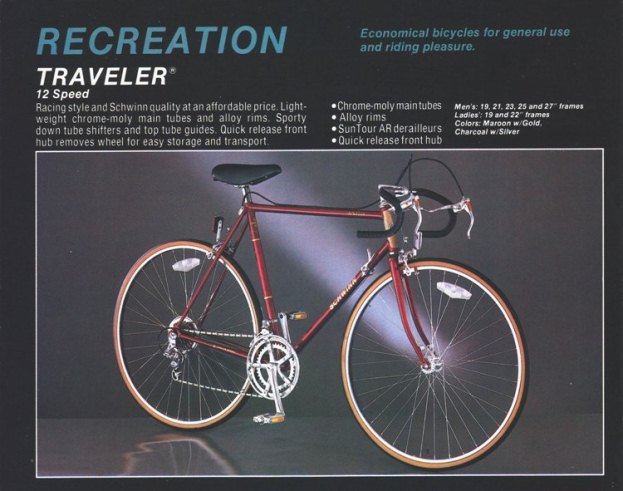 RECREATION
Economical bicycles for general use
and riding pleasure.
TRAVELER®
12 Speed
Racing style and Schwinn quality at an affordable price. Light-
weight chrome-moly main tubes and alloy rims. Sporty
down tube shifters and top tube guides. Quick release front
hub removes wheel for easy storage and transport.
• Chrome-moly main tubes
• Alloy rims
• SunTour AR derailleurs
• Quick release front hub
Men's: 19, 21, 23, 25 and 27" frames
Ladies': 19 and 22" frames
Colors: Maroon w/Gold,
Charcoal w/Silver
SCHWINN